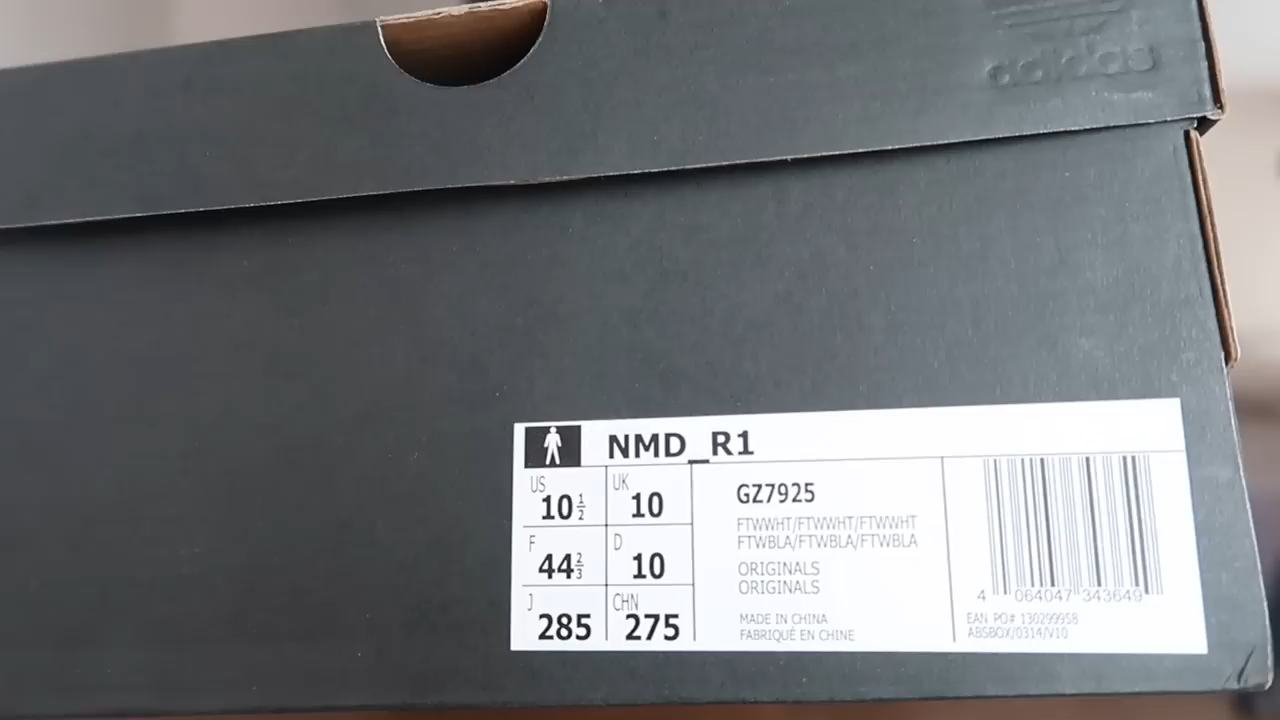 adidas
NMD_R1
US 10 1/2
UK 10
F 44 2/3
D 10
J 285
CHN 275
GZ7925
FTWWHT/FTWWHT/FTWWHT
FTWBLA/FTWBLA/FTWBLA
ORIGINALS
ORIGINALS
MADE IN CHINA
FABRIQUÉ EN CHINE
4 064047 343649
EAN PO# 130299958
ABSBOX/0314/V10